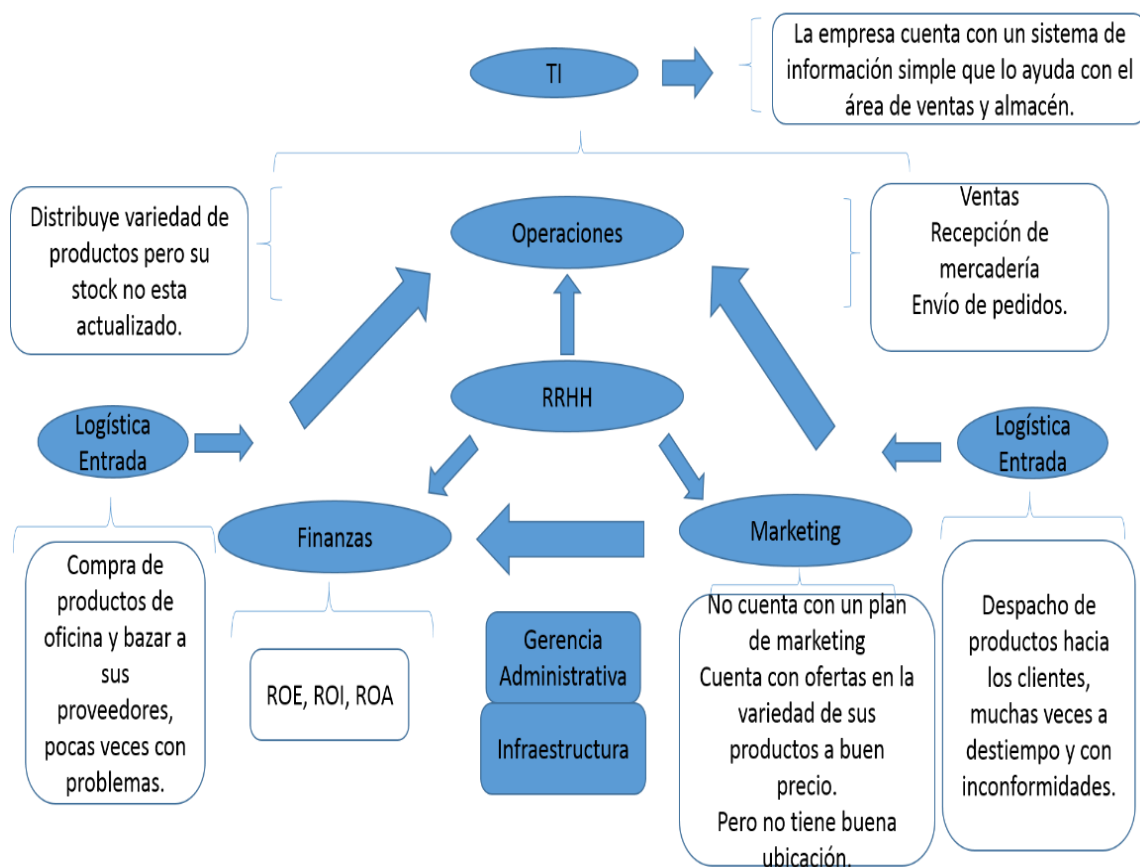 TI
La empresa cuenta con un sistema de
información simple que lo ayuda con el
área de ventas y almacén.
Distribuye variedad de
productos pero su
stock no esta
actualizado.
Operaciones
Ventas
Recepción de
mercadería
Envío de pedidos.
RRHH
Logística
Entrada
Logística
Entrada
Finanzas
Marketing
Compra de
productos de
oficina y bazar a
sus
proveedores,
pocas veces con
problemas.
ROE, ROI, ROA
Gerencia
Administrativa
Infraestructura
No cuenta con un plan
de marketing
Cuenta con ofertas en la
variedad de sus
productos a buen
precio.
Pero no tiene buena
ubicación.
Despacho de
productos hacia
los clientes,
muchas veces a
destiempo y con
inconformidades.